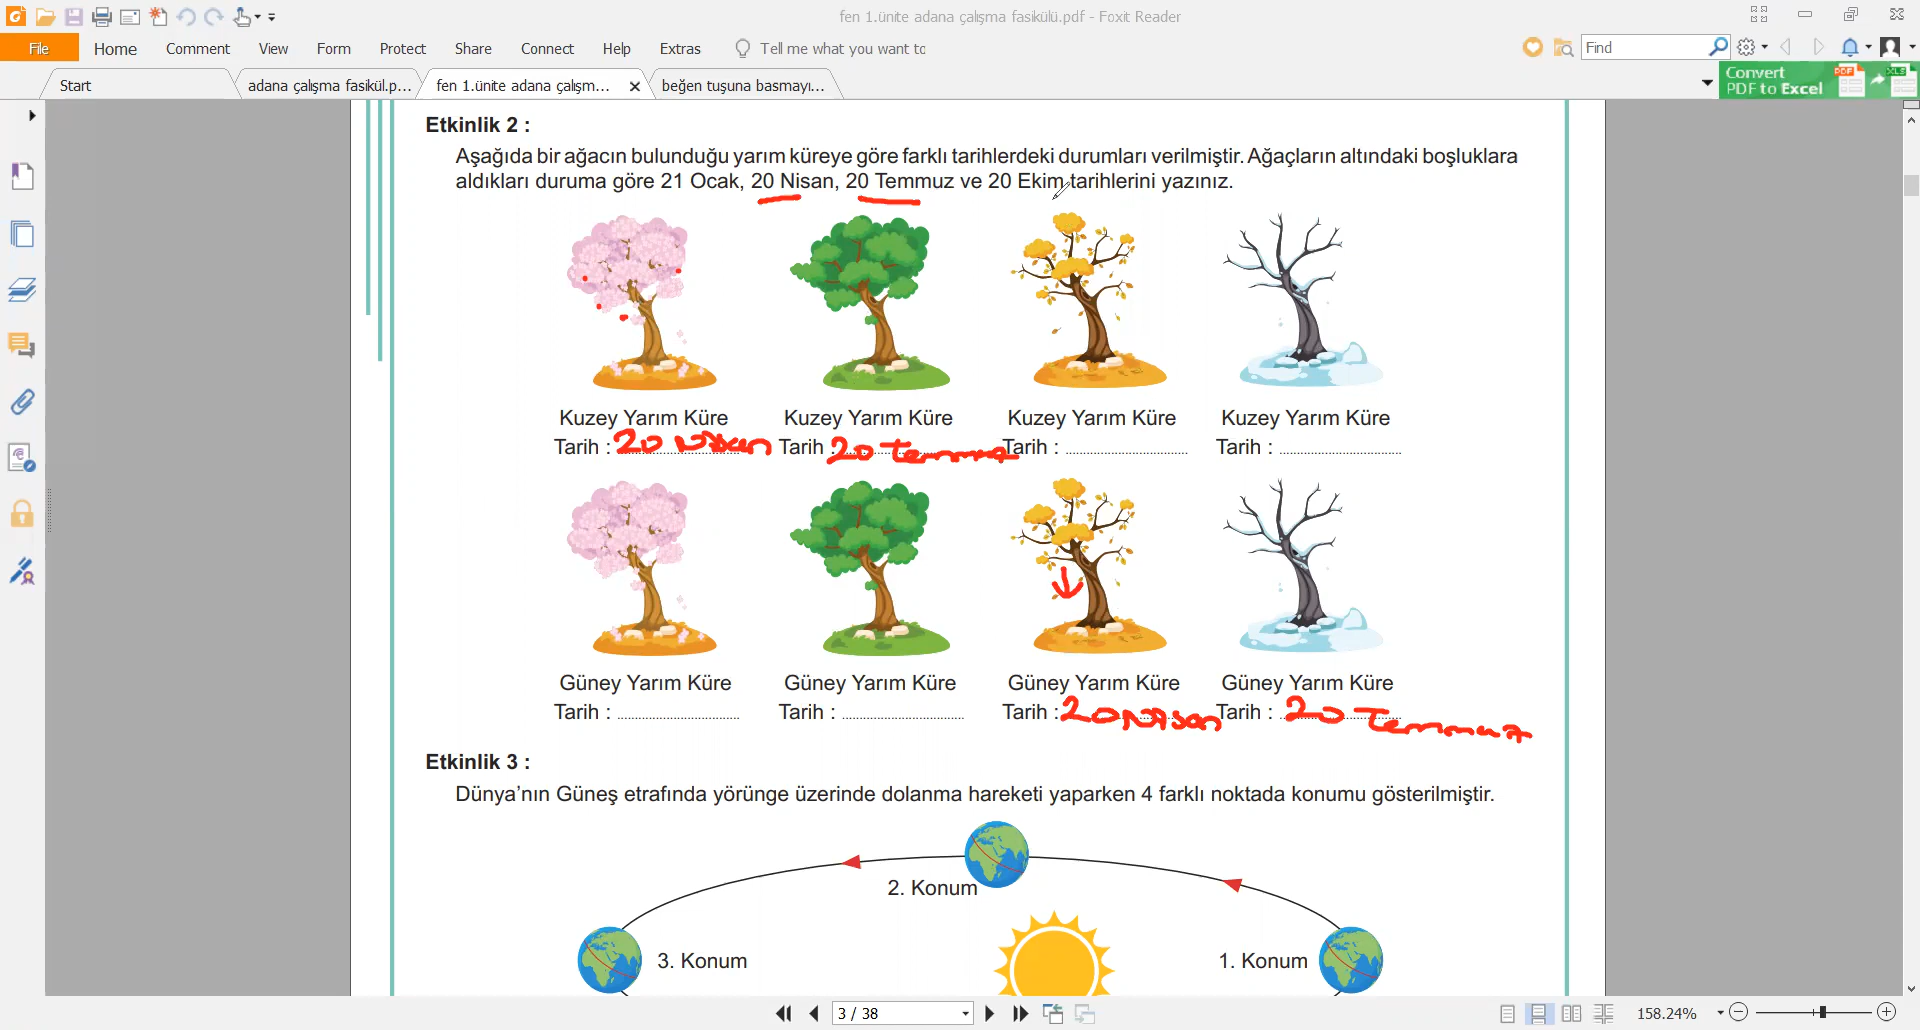 fen 1.ünite adana çalışma fasikülü.pdf - Foxit Reader
File Home Comment View Form Protect Share Connect Help Extras Tell me what you want to Find
Start adana çalışma fasikül.p... fen 1.ünite adana çalışm... beğen tuşuna basmayı...
Convert
PDF to Excel
PDF XLS
Etkinlik 2 :
Aşağıda bir ağacın bulunduğu yarım küreye göre farklı tarihlerdeki durumları verilmiştir. Ağaçların altındaki boşluklara
aldıkları duruma göre 21 Ocak, 20 Nisan, 20 Temmuz ve 20 Ekim tarihlerini yazınız.
Kuzey Yarım Küre Kuzey Yarım Küre Kuzey Yarım Küre Kuzey Yarım Küre
Tarih : 20 Nisan Tarih : 20 temmuz Tarih : Tarih :
Güney Yarım Küre Güney Yarım Küre Güney Yarım Küre Güney Yarım Küre
Tarih : Tarih : Tarih : 20 Nisan Tarih : 20 Temmuz
Etkinlik 3 :
Dünya’nın Güneş etrafında yörünge üzerinde dolanma hareketi yaparken 4 farklı noktada konumu gösterilmiştir.
2. Konum
3. Konum 1. Konum
3 / 38 158.24%